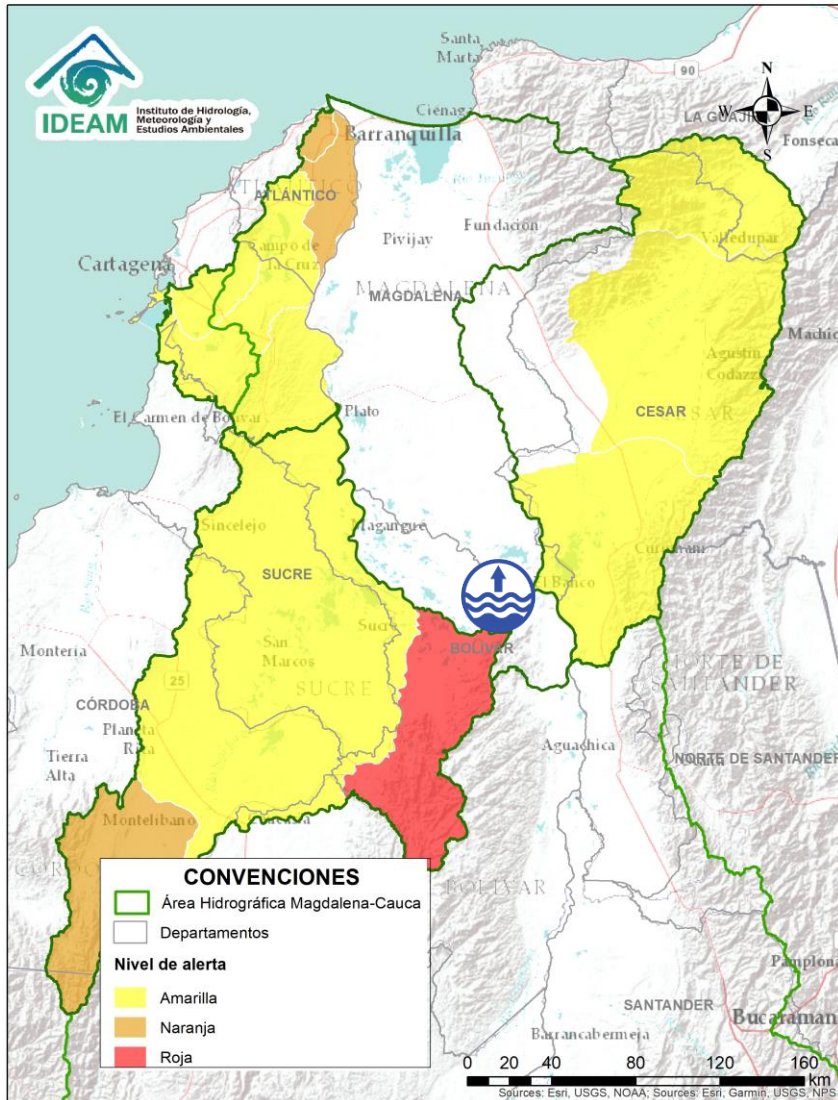 IDEAM
Instituto de Hidrología,
Meteorología y
Estudios Ambientales
Santa
Marta
90
N
W
E
S
LA GUAJIRA
Ciénaga
Fonseca
Barranquilla
ATLÁNTICO
Pivijay
Fundación
Valledupar
Campo de
la Cruz
Cartagena
MAGDALENA
MAGDALENA
Agustín
Codazzi
CESAR
El Carmen de Bolívar
Plato
Sincelejo
Magangue
SUCRE
El Banco
Sucre
BOLÍVAR
Montería
San
Marcos
25
SUCRE
NORTE DE
SANTANDER
CÓRDOBA
Planeta
Rica
Tierra
Alta
Aguachica
NORTE DE SANTANDER
Montelibano
BOLÍVAR
CONVENCIONES
Área Hidrográfica Magdalena-Cauca
Departamentos
Nivel de alerta
Amarilla
Naranja
Roja
Pamplona
SANTANDER
Bucaraman
Barrancabermeja
0 20 40 80 120 160
km
Sources: Esri, USGS, NOAA; Sources: Esri, Garmin, USGS, NPS